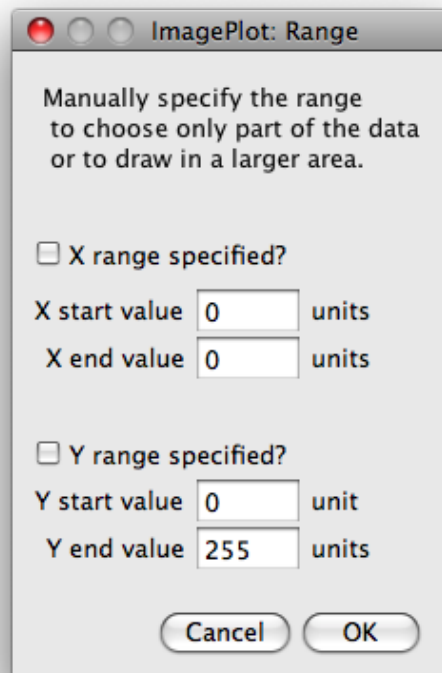 ImagePlot: Range
Manually specify the range
to choose only part of the data
or to draw in a larger area.
X range specified?
X start value 0 units
X end value 0 units
Y range specified?
Y start value 0 unit
Y end value 255 units
Cancel OK